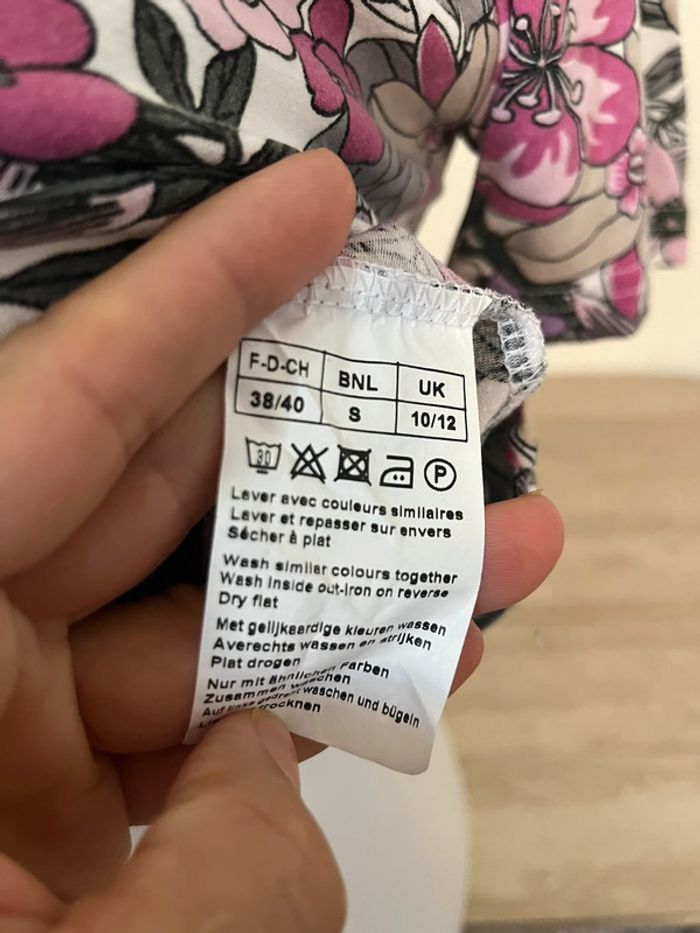 F-D-CH BNL UK
38/40 S 10/12
30 P
Laver avec couleurs similaires
Laver et repasser sur envers
Sécher à plat
Wash similar colours together
Wash inside out-iron on reverse
Dry flat
Met gelijkaardige kleuren wassen
Averechts wassen en strijken
Plat drogen
Nur mit ähnlichen Farben
Zusammen waschen
Auf links gedreht waschen und bügeln
trocknen